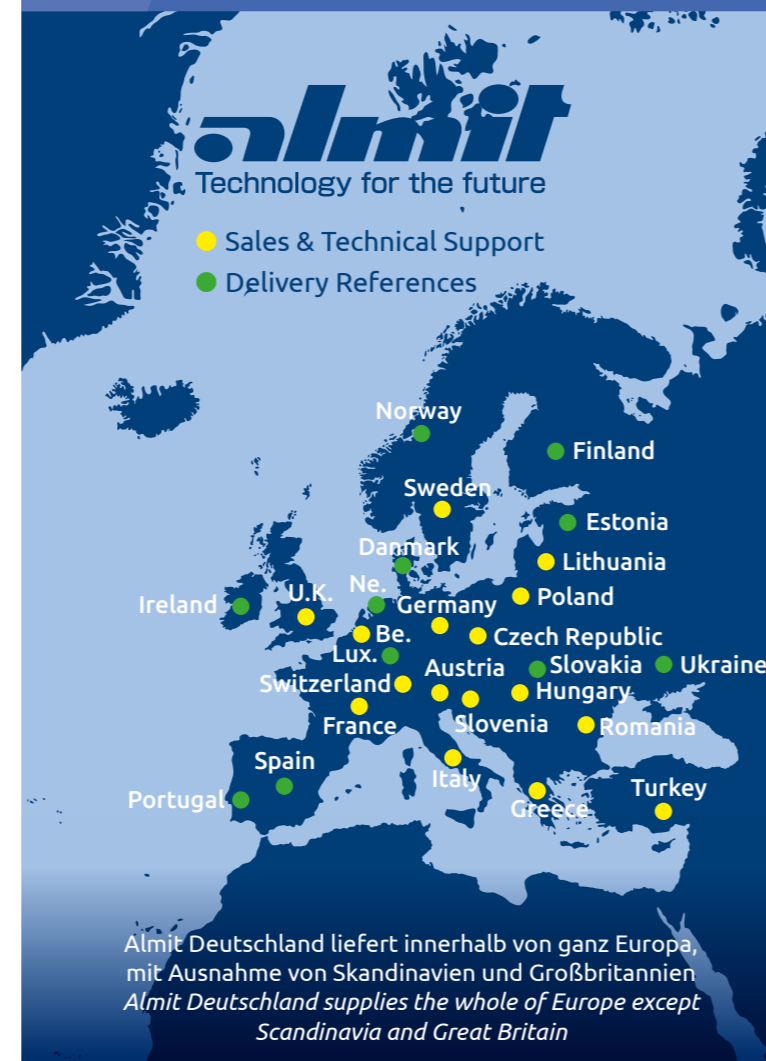 almit
Technology for the future
Sales & Technical Support
Delivery References
Norway
Finland
Sweden
Estonia
Danmark
Lithuania
Ne.
U.K.
Ireland
Germany
Poland
Be.
Czech Republic
Lux.
Austria
Slovakia
Ukraine
Switzerland
Hungary
France
Slovenia
Romania
Spain
Italy
Turkey
Portugal
Greece
Almit Deutschland liefert innerhalb von ganz Europa,
mit Ausnahme von Skandinavien und Großbritannien
Almit Deutschland supplies the whole of Europe except
Scandinavia and Great Britain